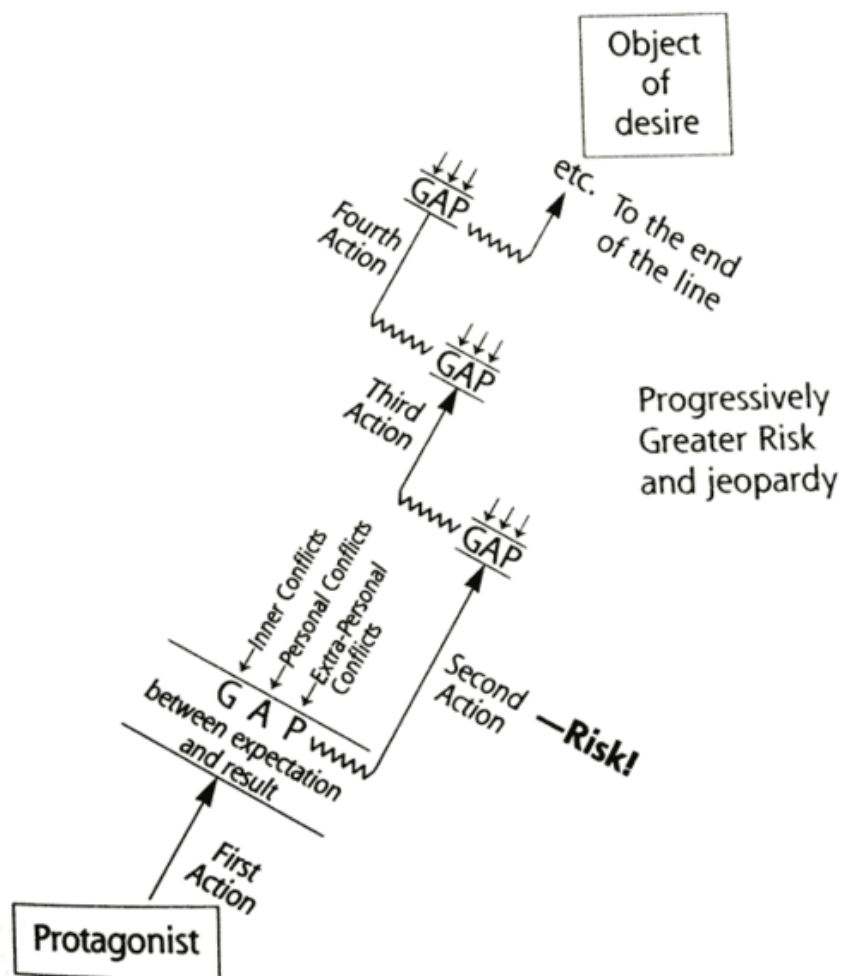 Object
of
desire
GAP
etc. To the end
of the line
Fourth
Action
GAP
Third
Action
Progressively
Greater Risk
and jeopardy
GAP
Inner Conflicts
Personal Conflicts
Extra-Personal
Conflicts
G A P
between expectation
and result
Second
Action
—Risk!
First
Action
Protagonist